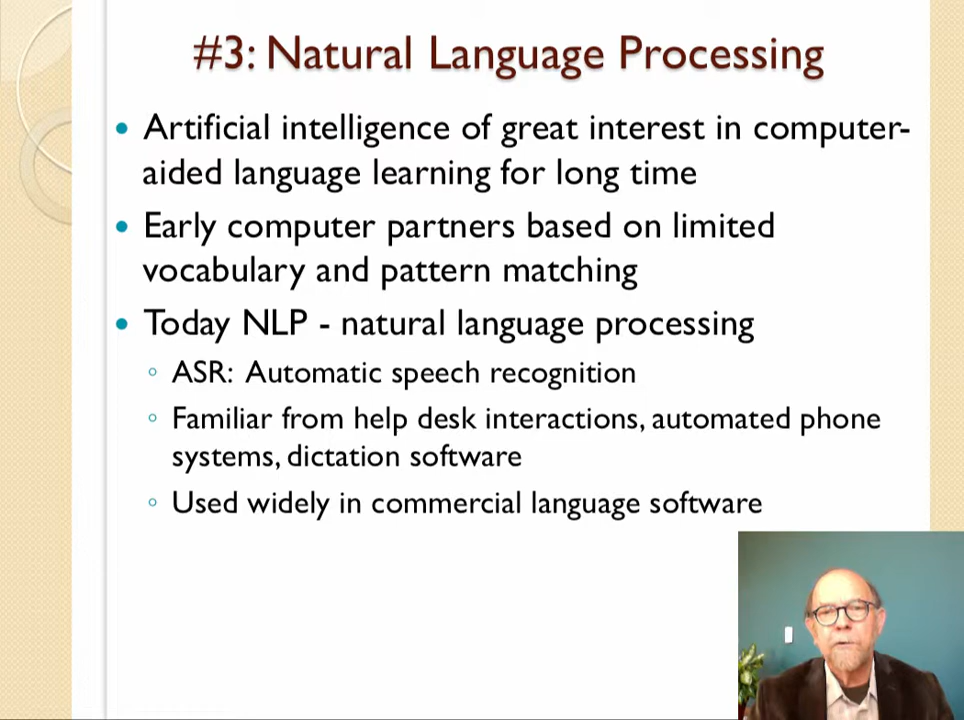 #3: Natural Language Processing
• Artificial intelligence of great interest in computer-
aided language learning for long time
• Early computer partners based on limited
vocabulary and pattern matching
• Today NLP - natural language processing
◦ ASR: Automatic speech recognition
◦ Familiar from help desk interactions, automated phone
systems, dictation software
◦ Used widely in commercial language software